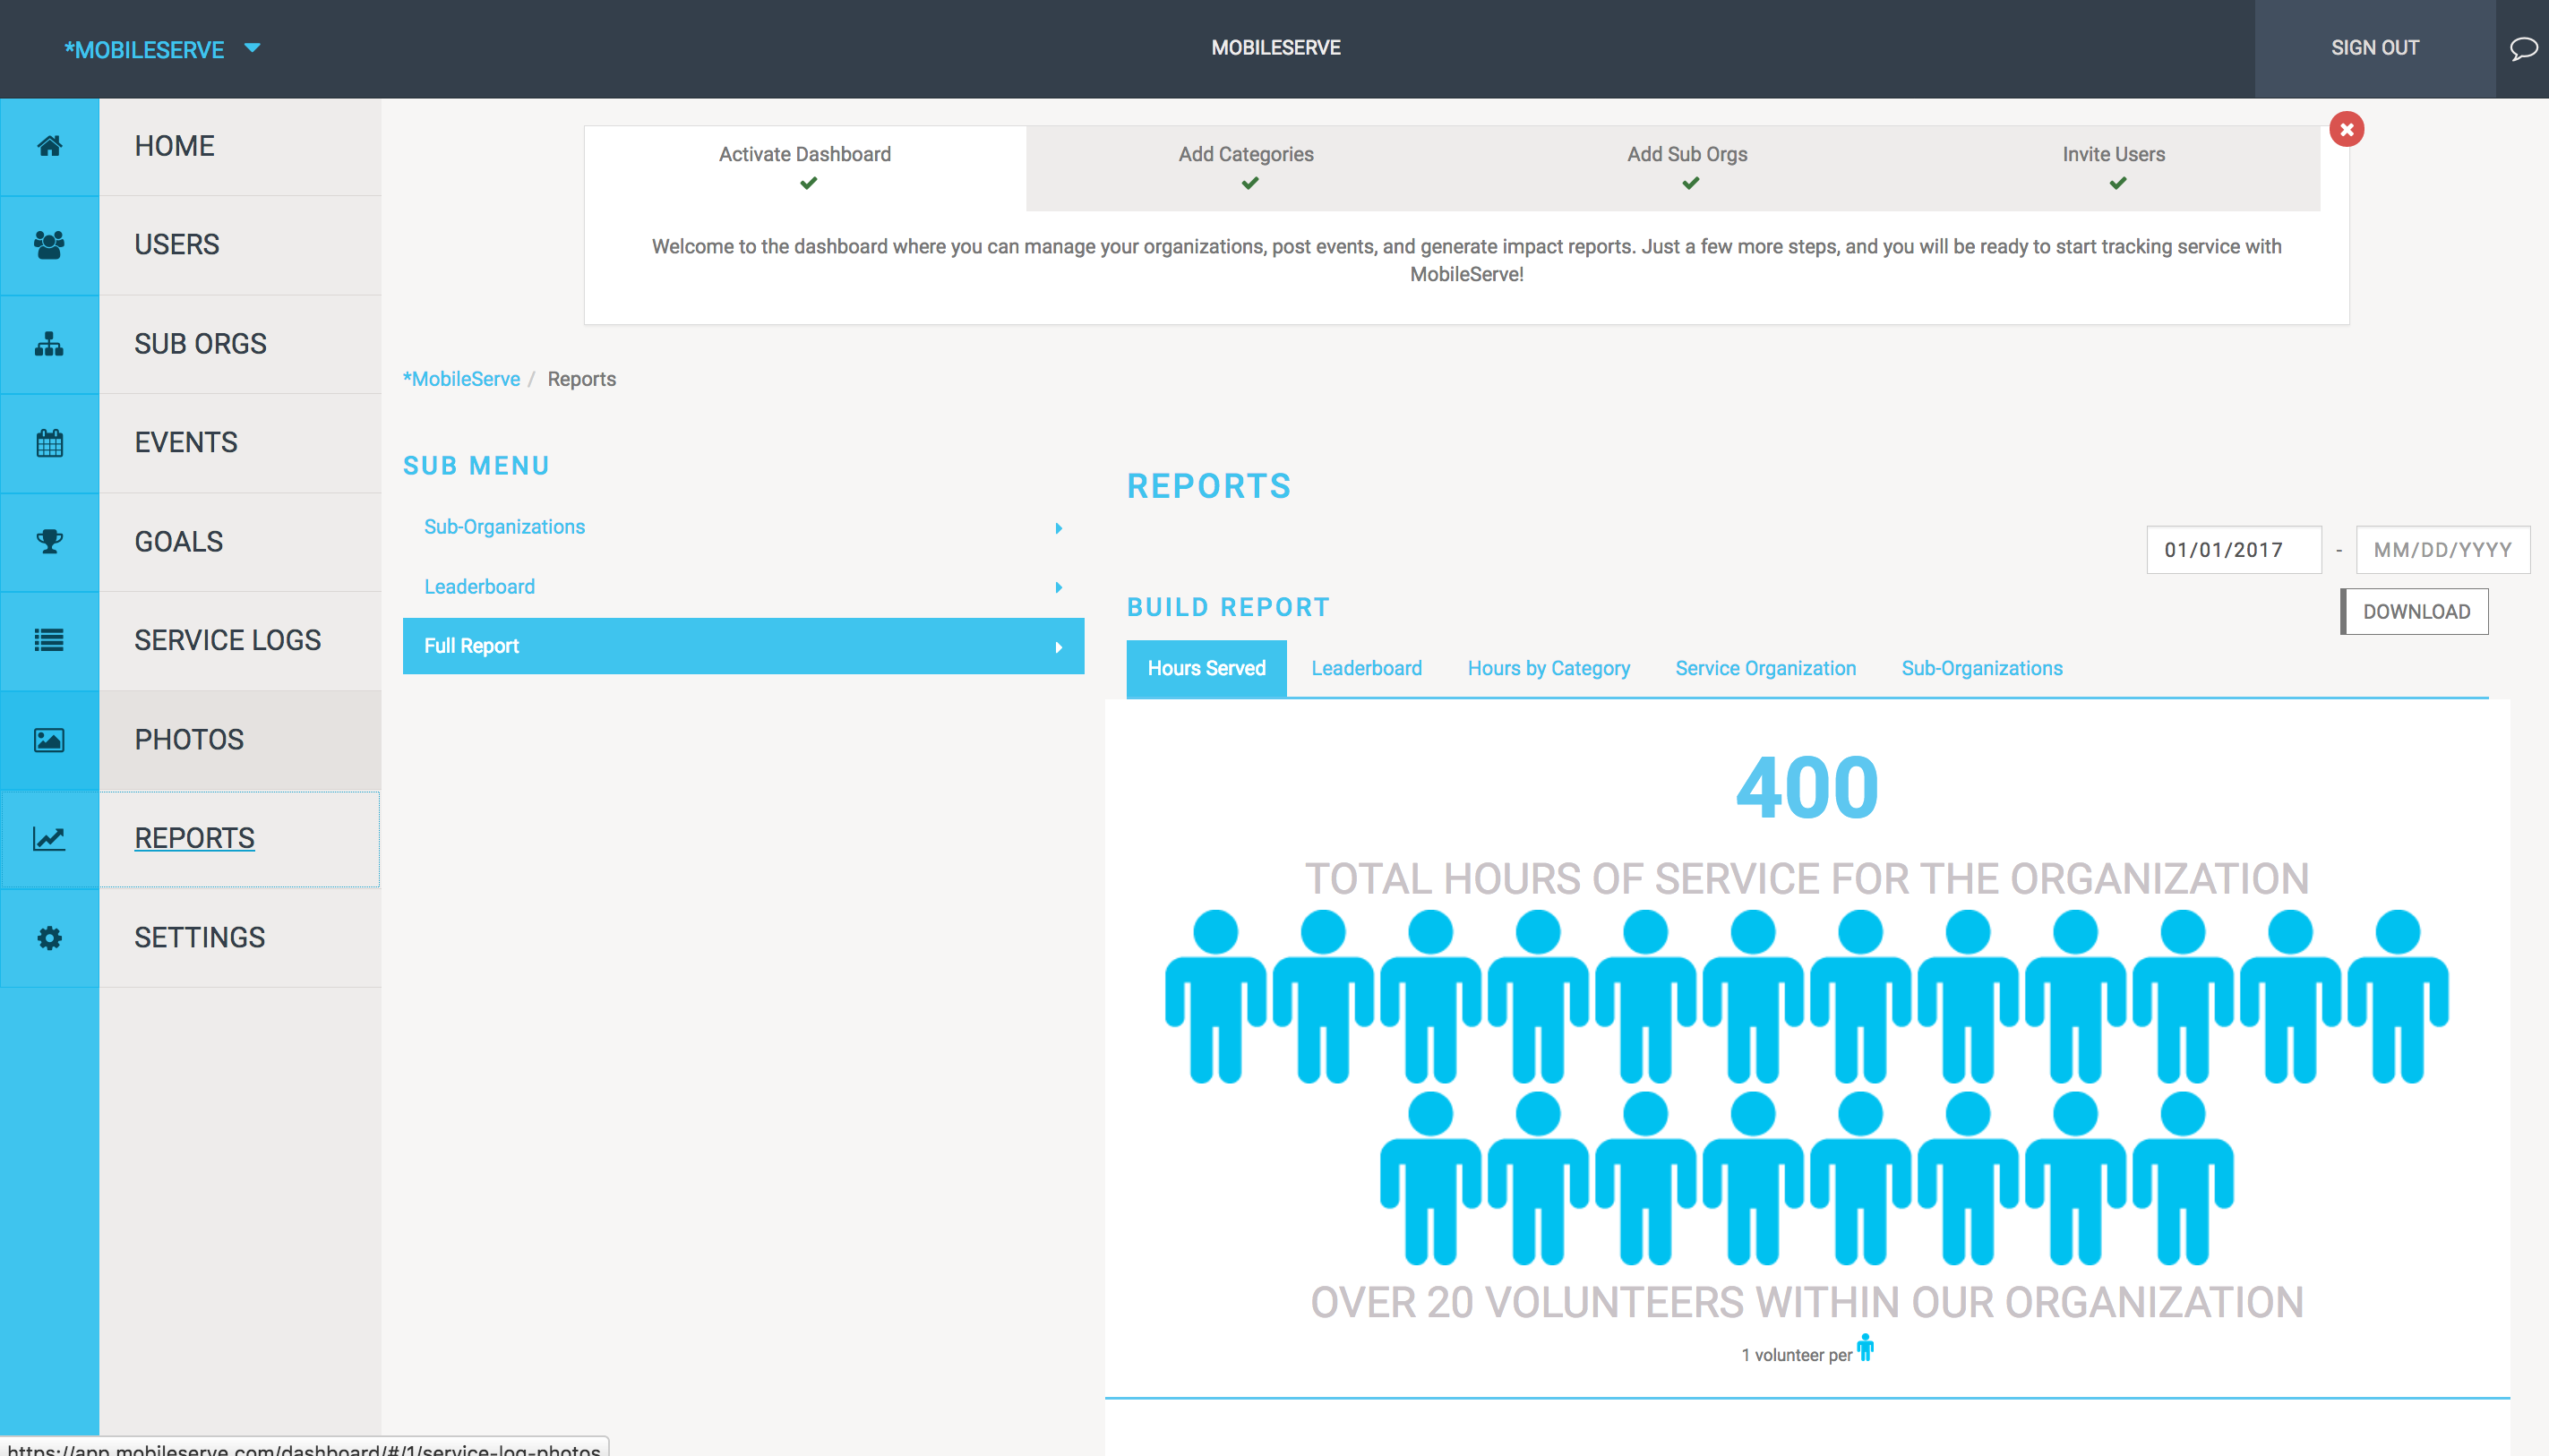 *MOBILESERVE
MOBILESERVE
SIGN OUT
HOME
USERS
SUB ORGS
EVENTS
GOALS
SERVICE LOGS
PHOTOS
REPORTS
SETTINGS
Activate Dashboard
Add Categories
Add Sub Orgs
Invite Users
Welcome to the dashboard where you can manage your organizations, post events, and generate impact reports. Just a few more steps, and you will be ready to start tracking service with
MobileServe!
*MobileServe / Reports
SUB MENU
Sub-Organizations
Leaderboard
Full Report
REPORTS
01/01/2017 - MM/DD/YYYY
BUILD REPORT
DOWNLOAD
Hours Served
Leaderboard
Hours by Category
Service Organization
Sub-Organizations
400
TOTAL HOURS OF SERVICE FOR THE ORGANIZATION
OVER 20 VOLUNTEERS WITHIN OUR ORGANIZATION
1 volunteer per
https://app.mobileserve.com/dashboard/#/1/service-log-photos